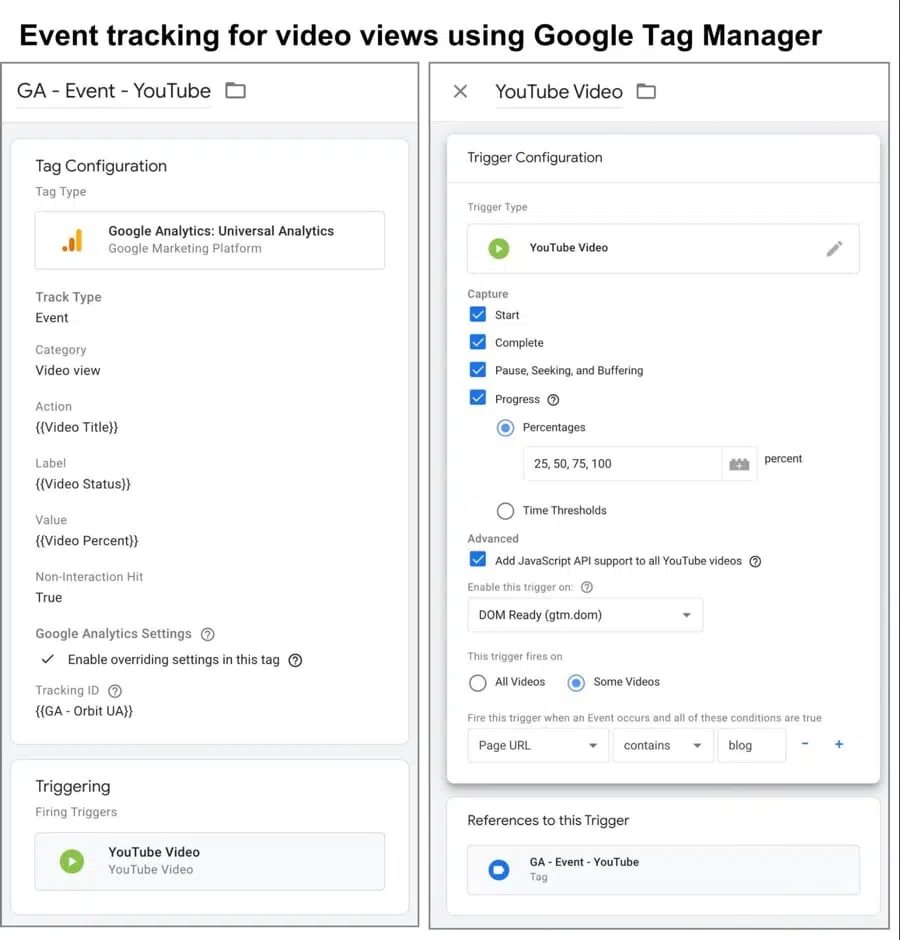 Event tracking for video views using Google Tag Manager
GA - Event - YouTube
Tag Configuration
Tag Type
Google Analytics: Universal Analytics
Google Marketing Platform
Track Type
Event
Category
Video view
Action
{{Video Title}}
Label
{{Video Status}}
Value
{{Video Percent}}
Non-Interaction Hit
True
Google Analytics Settings ?
Enable overriding settings in this tag ?
Tracking ID ?
{{GA - Orbit UA}}
Triggering
Firing Triggers
YouTube Video
YouTube Video
YouTube Video
Trigger Configuration
Trigger Type
YouTube Video
Capture
Start
Complete
Pause, Seeking, and Buffering
Progress ?
Percentages
25, 50, 75, 100 percent
Time Thresholds
Advanced
Add JavaScript API support to all YouTube videos ?
Enable this trigger on: ?
DOM Ready (gtm.dom)
This trigger fires on
All Videos Some Videos
Fire this trigger when an Event occurs and all of these conditions are true
Page URL contains blog - +
References to this Trigger
GA - Event - YouTube
Tag